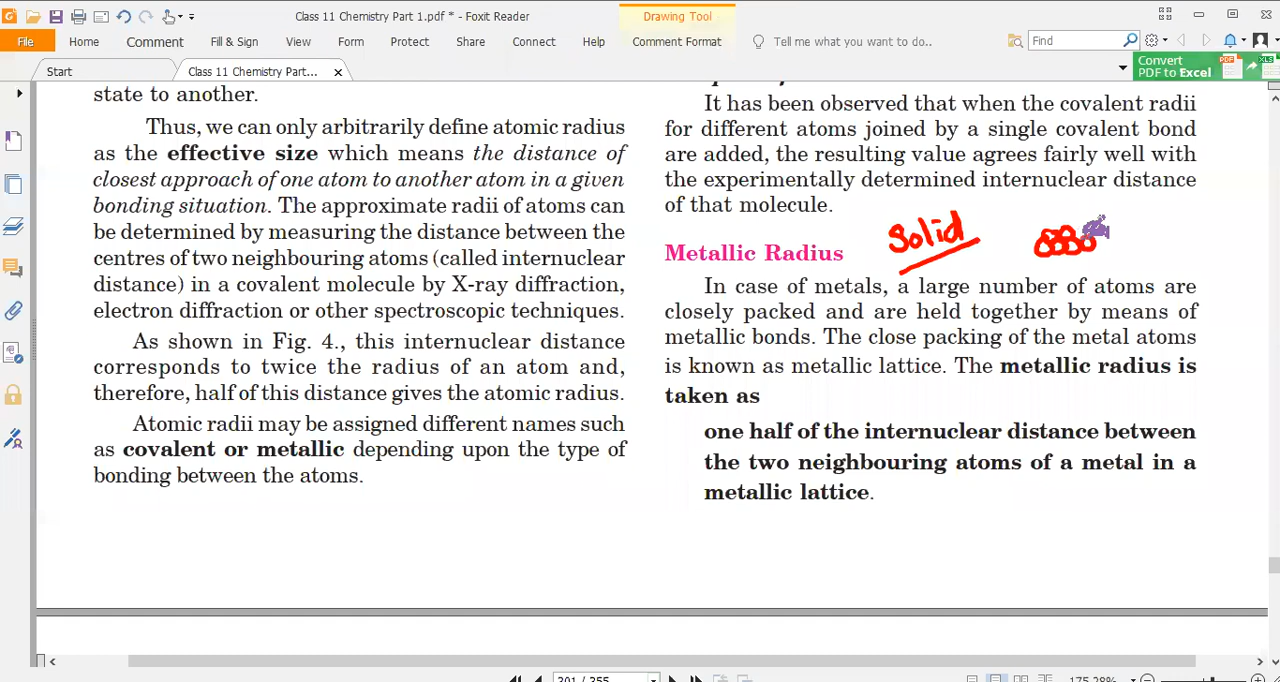 Class 11 Chemistry Part 1.pdf * - Foxit Reader
Drawing Tool
File
Home
Comment
Fill & Sign
View
Form
Protect
Share
Connect
Help
Comment Format
Tell me what you want to do..
Find
Start
Class 11 Chemistry Part...
Convert
PDF to Excel
PDF
XLS
state to another.
Thus, we can only arbitrarily define atomic radius
as the effective size which means the distance of
closest approach of one atom to another atom in a given
bonding situation. The approximate radii of atoms can
be determined by measuring the distance between the
centres of two neighbouring atoms (called internuclear
distance) in a covalent molecule by X-ray diffraction,
electron diffraction or other spectroscopic techniques.
As shown in Fig. 4., this internuclear distance
corresponds to twice the radius of an atom and,
therefore, half of this distance gives the atomic radius.
Atomic radii may be assigned different names such
as covalent or metallic depending upon the type of
bonding between the atoms.
It has been observed that when the covalent radii
for different atoms joined by a single covalent bond
are added, the resulting value agrees fairly well with
the experimentally determined internuclear distance
of that molecule.
Solid
Metallic Radius
In case of metals, a large number of atoms are
closely packed and are held together by means of
metallic bonds. The close packing of the metal atoms
is known as metallic lattice. The metallic radius is
taken as
one half of the internuclear distance between
the two neighbouring atoms of a metal in a
metallic lattice.
201 / 355
175.28%